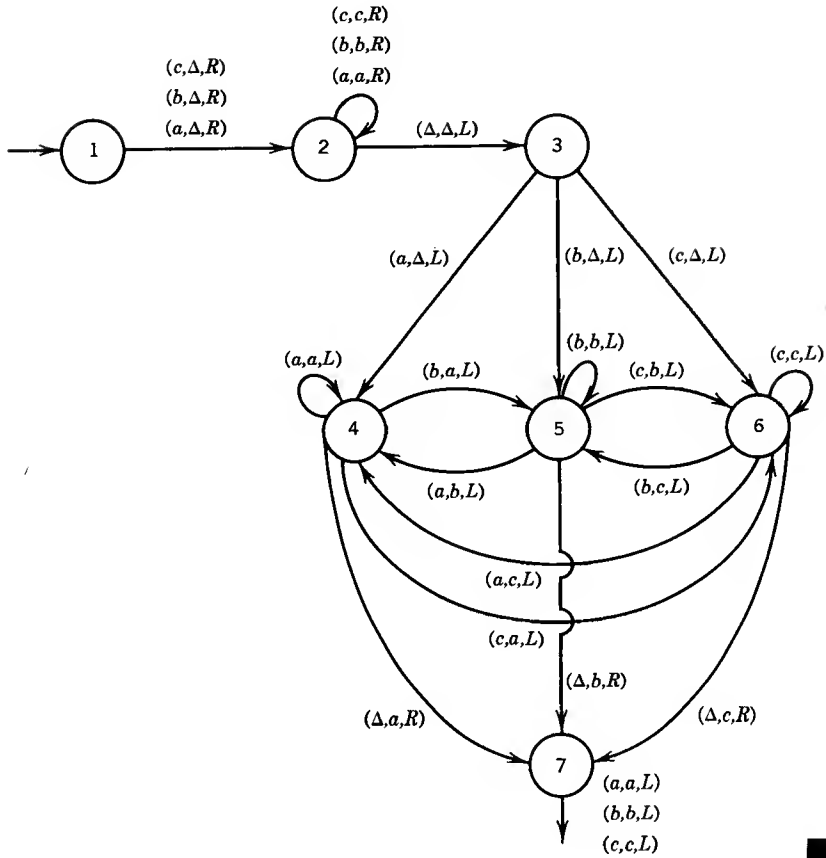 (c,Δ,R)
(b,Δ,R)
(a,Δ,R)
(c,c,R)
(b,b,R)
(a,a,R)
1
2
(Δ,Δ,L)
3
(a,Δ,L)
(b,Δ,L)
(c,Δ,L)
(a,a,L)
(b,a,L)
(b,b,L)
(c,b,L)
(c,c,L)
4
5
6
(a,b,L)
(b,c,L)
(a,c,L)
(c,a,L)
(Δ,a,R)
(Δ,b,R)
(Δ,c,R)
7
(a,a,L)
(b,b,L)
(c,c,L)